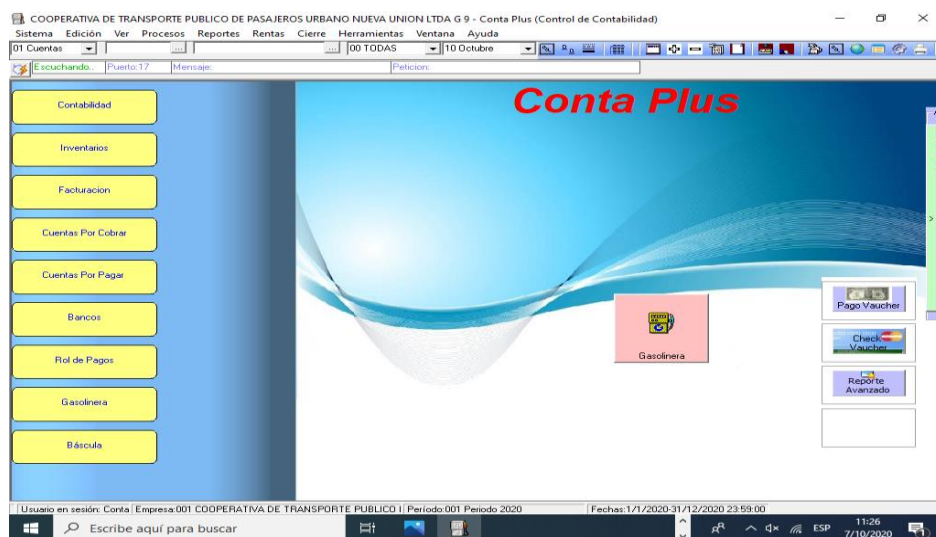 COOPERATIVA DE TRANSPORTE PUBLICO DE PASAJEROS URBANO NUEVA UNION LTDA G 9 - Conta Plus (Control de Contabilidad)
Sistema Edición Ver Procesos Reportes Rentas Cierre Herramientas Ventana Ayuda
01 Cuentas ... ... 00 TODAS 10 Octubre
Escuchando.. Puerto:17 Mensaje: Peticion:
Conta Plus
Contabilidad
Inventarios
Facturacion
Cuentas Por Cobrar
Cuentas Por Pagar
Bancos
Rol de Pagos
Gasolinera
Báscula
Gasolinera
Pago Vaucher
Check
Vaucher
Reporte
Avanzado
Usuario en sesión: Conta Empresa:001 COOPERATIVA DE TRANSPORTE PUBLICO Período:001 Periodo 2020 Fechas:1/1/2020-31/12/2020 23:59:00
Escribe aquí para buscar
ESP
11:26
7/10/2020